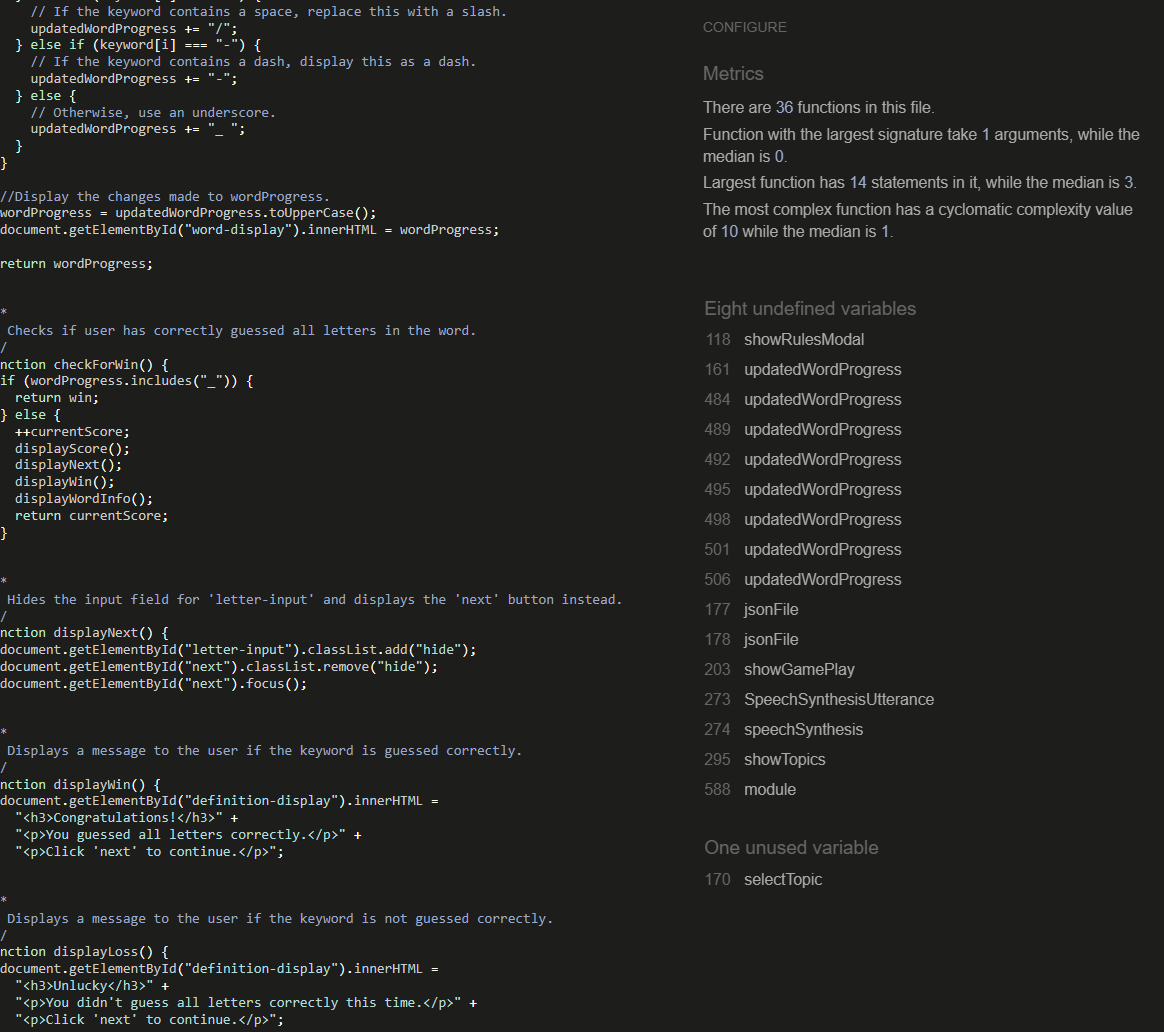 // If the keyword contains a space, replace this with a slash.
updatedWordProgress += "/";
} else if (keyword[i] === "-") {
// If the keyword contains a dash, display this as a dash.
updatedWordProgress += "-";
} else {
// Otherwise, use an underscore.
updatedWordProgress += "_ ";
}
}
//Display the changes made to wordProgress.
wordProgress = updatedWordProgress.toUpperCase();
document.getElementById("word-display").innerHTML = wordProgress;
return wordProgress;
*
Checks if user has correctly guessed all letters in the word.
/
nction checkForWin() {
if (wordProgress.includes("_")) {
return win;
} else {
++currentScore;
displayScore();
displayNext();
displayWin();
displayWordInfo();
return currentScore;
}
*
Hides the input field for 'letter-input' and displays the 'next' button instead.
/
nction displayNext() {
document.getElementById("letter-input").classList.add("hide");
document.getElementById("next").classList.remove("hide");
document.getElementById("next").focus();
*
Displays a message to the user if the keyword is guessed correctly.
/
nction displayWin() {
document.getElementById("definition-display").innerHTML =
"<h3>Congratulations!</h3>" +
"<p>You guessed all letters correctly.</p>" +
"<p>Click 'next' to continue.</p>";
*
Displays a message to the user if the keyword is not guessed correctly.
/
nction displayLoss() {
document.getElementById("definition-display").innerHTML =
"<h3>Unlucky</h3>" +
"<p>You didn't guess all letters correctly this time.</p>" +
"<p>Click 'next' to continue.</p>";
CONFIGURE
Metrics
There are 36 functions in this file.
Function with the largest signature take 1 arguments, while the
median is 0.
Largest function has 14 statements in it, while the median is 3.
The most complex function has a cyclomatic complexity value
of 10 while the median is 1.
Eight undefined variables
118 showRulesModal
161 updatedWordProgress
484 updatedWordProgress
489 updatedWordProgress
492 updatedWordProgress
495 updatedWordProgress
498 updatedWordProgress
501 updatedWordProgress
506 updatedWordProgress
177 jsonFile
178 jsonFile
203 showGamePlay
273 SpeechSynthesisUtterance
274 speechSynthesis
295 showTopics
588 module
One unused variable
170 selectTopic